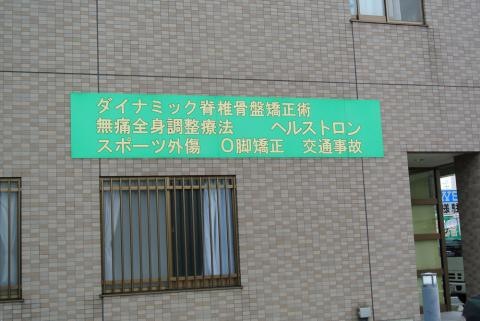 ダイナミック脊椎骨盤矯正術
無痛全身調整療法　ヘルストロン
スポーツ外傷　O脚矯正　交通事故